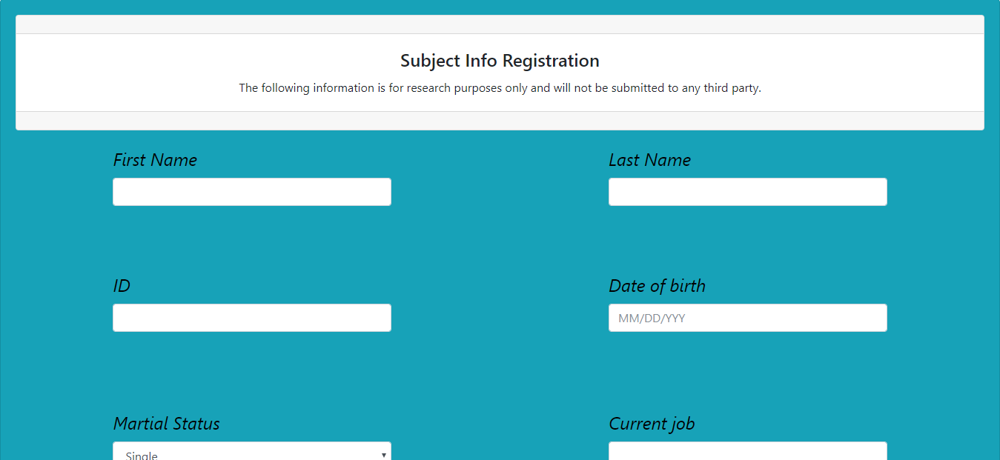 Subject Info Registration
The following information is for research purposes only and will not be submitted to any third party.
First Name
Last Name
ID
Date of birth
MM/DD/YYY
Martial Status
Current job
Single